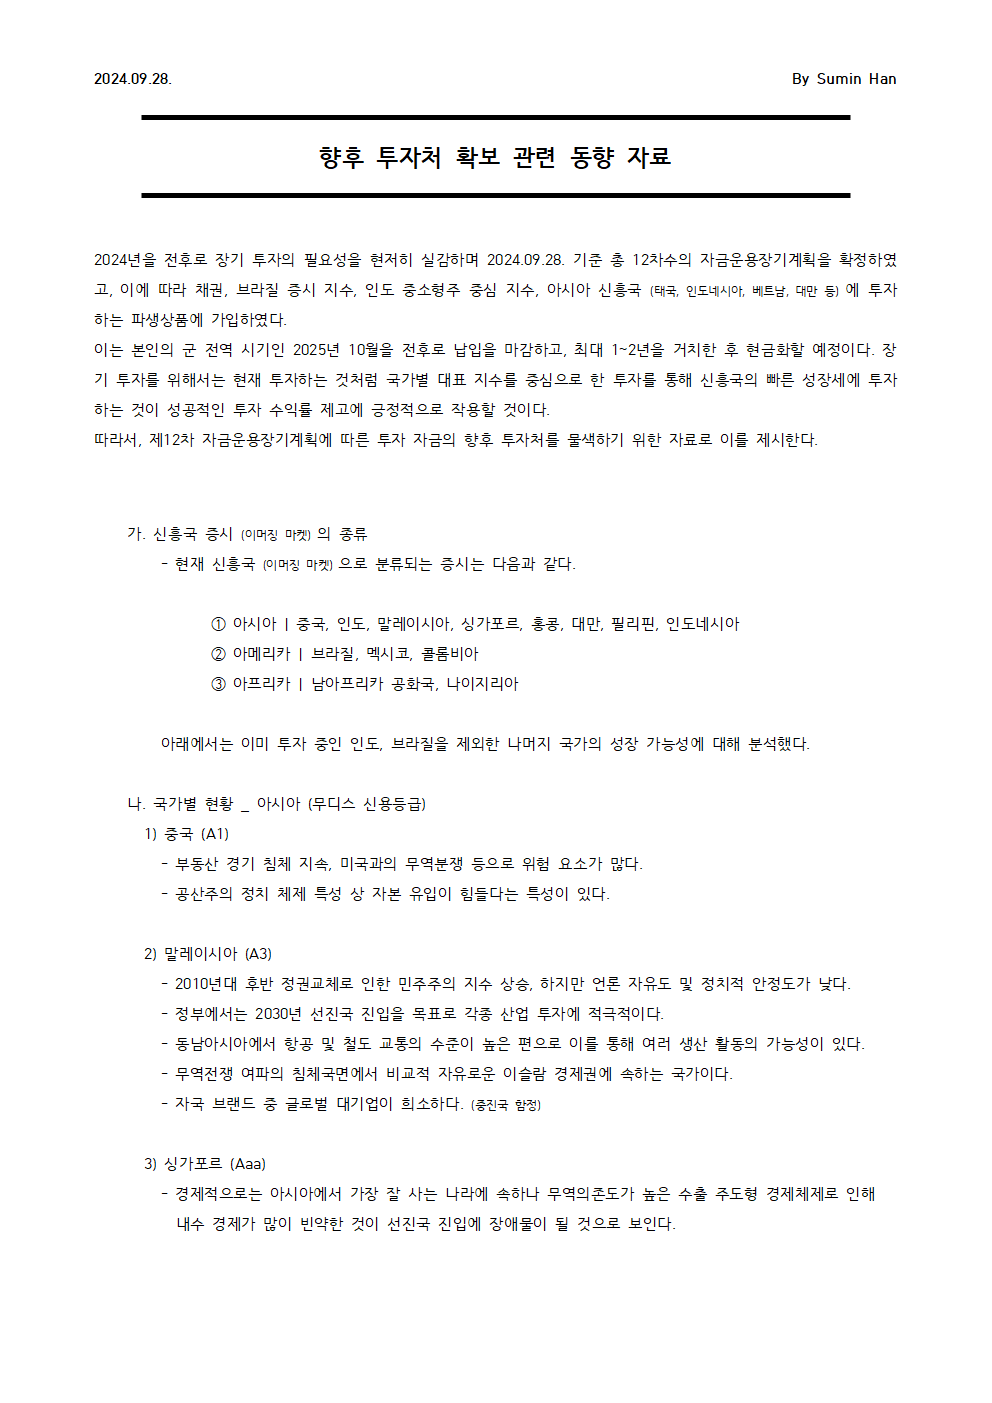 2024.09.28.
By Sumin Han
향후 투자처 확보 관련 동향 자료
2024년을 전후로 장기 투자의 필요성을 현저히 실감하며 2024.09.28. 기준 총 12차수의 자금운용장기계획을 확정하였
고, 이에 따라 채권, 브라질 증시 지수, 인도 중소형주 중심 지수, 아시아 신흥국 (태국, 인도네시아, 베트남, 대만 등) 에 투자
하는 파생상품에 가입하였다.
이는 본인의 군 전역 시기인 2025년 10월을 전후로 납입을 마감하고, 최대 1~2년을 거치한 후 현금화할 예정이다. 장
기 투자를 위해서는 현재 투자하는 것처럼 국가별 대표 지수를 중심으로 한 투자를 통해 신흥국의 빠른 성장세에 투자
하는 것이 성공적인 투자 수익률 제고에 긍정적으로 작용할 것이다.
따라서, 제12차 자금운용장기계획에 따른 투자 자금의 향후 투자처를 물색하기 위한 자료로 이를 제시한다.
가. 신흥국 증시 (이머징 마켓) 의 종류
- 현재 신흥국 (이머징 마켓) 으로 분류되는 증시는 다음과 같다.
① 아시아 | 중국, 인도, 말레이시아, 싱가포르, 홍콩, 대만, 필리핀, 인도네시아
② 아메리카 | 브라질, 멕시코, 콜롬비아
③ 아프리카 | 남아프리카 공화국, 나이지리아
아래에서는 이미 투자 중인 인도, 브라질을 제외한 나머지 국가의 성장 가능성에 대해 분석했다.
나. 국가별 현황 _ 아시아 (무디스 신용등급)
1) 중국 (A1)
- 부동산 경기 침체 지속, 미국과의 무역분쟁 등으로 위험 요소가 많다.
- 공산주의 정치 체제 특성 상 자본 유입이 힘들다는 특성이 있다.
2) 말레이시아 (A3)
- 2010년대 후반 정권교체로 인한 민주주의 지수 상승, 하지만 언론 자유도 및 정치적 안정도가 낮다.
- 정부에서는 2030년 선진국 진입을 목표로 각종 산업 투자에 적극적이다.
- 동남아시아에서 항공 및 철도 교통의 수준이 높은 편으로 이를 통해 여러 생산 활동의 가능성이 있다.
- 무역전쟁 여파의 침체국면에서 비교적 자유로운 이슬람 경제권에 속하는 국가이다.
- 자국 브랜드 중 글로벌 대기업이 희소하다. (중진국 함정)
3) 싱가포르 (Aaa)
- 경제적으로는 아시아에서 가장 잘 사는 나라에 속하나 무역의존도가 높은 수출 주도형 경제체제로 인해
내수 경제가 많이 빈약한 것이 선진국 진입에 장애물이 될 것으로 보인다.